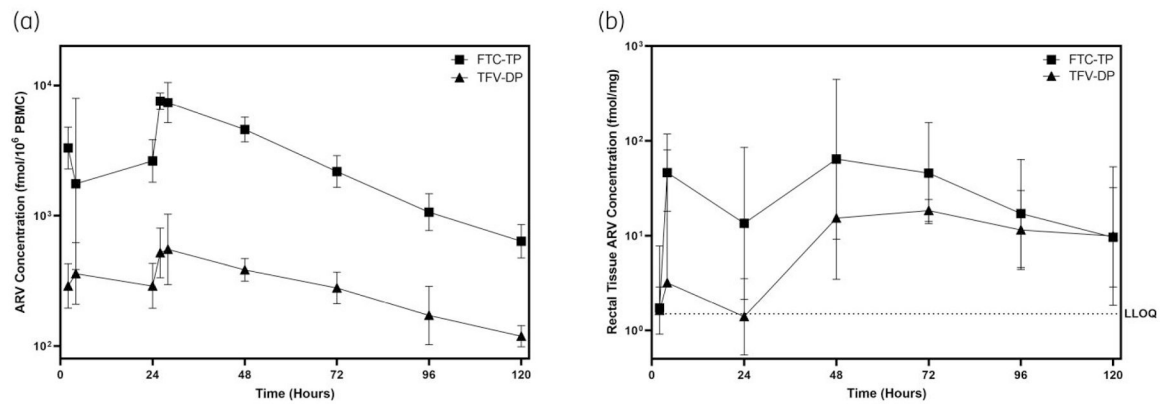 (a)
FTC-TP
TFV-DP
ARV Concentration (fmol/10⁶ PBMC)
10⁴
10³
10²
0 24 48 72 96 120
Time (Hours)
(b)
FTC-TP
TFV-DP
Rectal Tissue ARV Concentration (fmol/mg)
10³
10²
10¹
10⁰
LLOQ
0 24 48 72 96 120
Time (Hours)